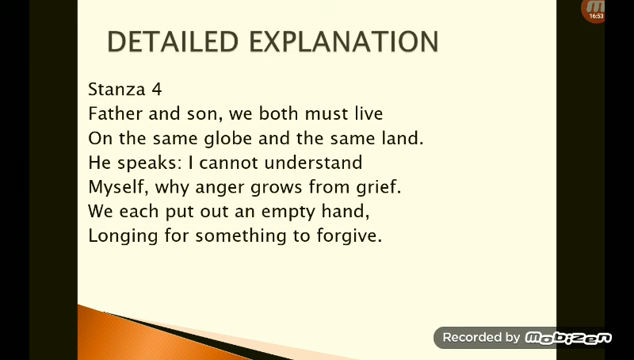 16:53
DETAILED EXPLANATION
Stanza 4
Father and son, we both must live
On the same globe and the same land.
He speaks: I cannot understand
Myself, why anger grows from grief.
We each put out an empty hand,
Longing for something to forgive.
Recorded by mobizen